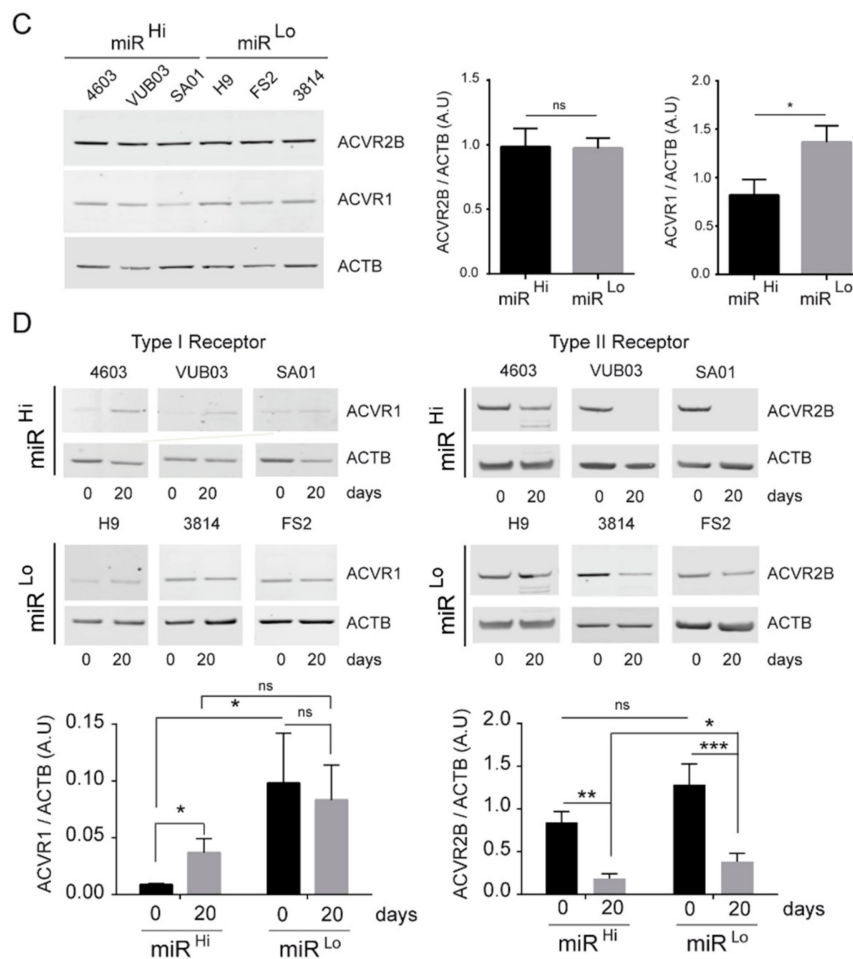 C
miR Hi miR Lo
4603 VUB03 SA01 H9 FS2 3814
ACVR2B
ACVR1
ACTB
ACVR2B / ACTB (A.U)
1.5
1.0
0.5
0.0
ns
miR Hi miR Lo
ACVR1 / ACTB (A.U)
2.0
1.5
1.0
0.5
0.0
*
miR Hi miR Lo
D
Type I Receptor
4603 VUB03 SA01
miR Hi
ACVR1
ACTB
0 20 0 20 0 20 days
H9 3814 FS2
miR Lo
ACVR1
ACTB
0 20 0 20 0 20 days
Type II Receptor
4603 VUB03 SA01
miR Hi
ACVR2B
ACTB
0 20 0 20 0 20 days
H9 3814 FS2
miR Lo
ACVR2B
ACTB
0 20 0 20 0 20 days
ACVR1 / ACTB (A.U)
0.15
0.10
0.05
0.00
ns
* ns
*
0 20 0 20 days
miR Hi miR Lo
ACVR2B / ACTB (A.U)
2.0
1.5
1.0
0.5
0.0
ns
*
** ***
0 20 0 20 days
miR Hi miR Lo